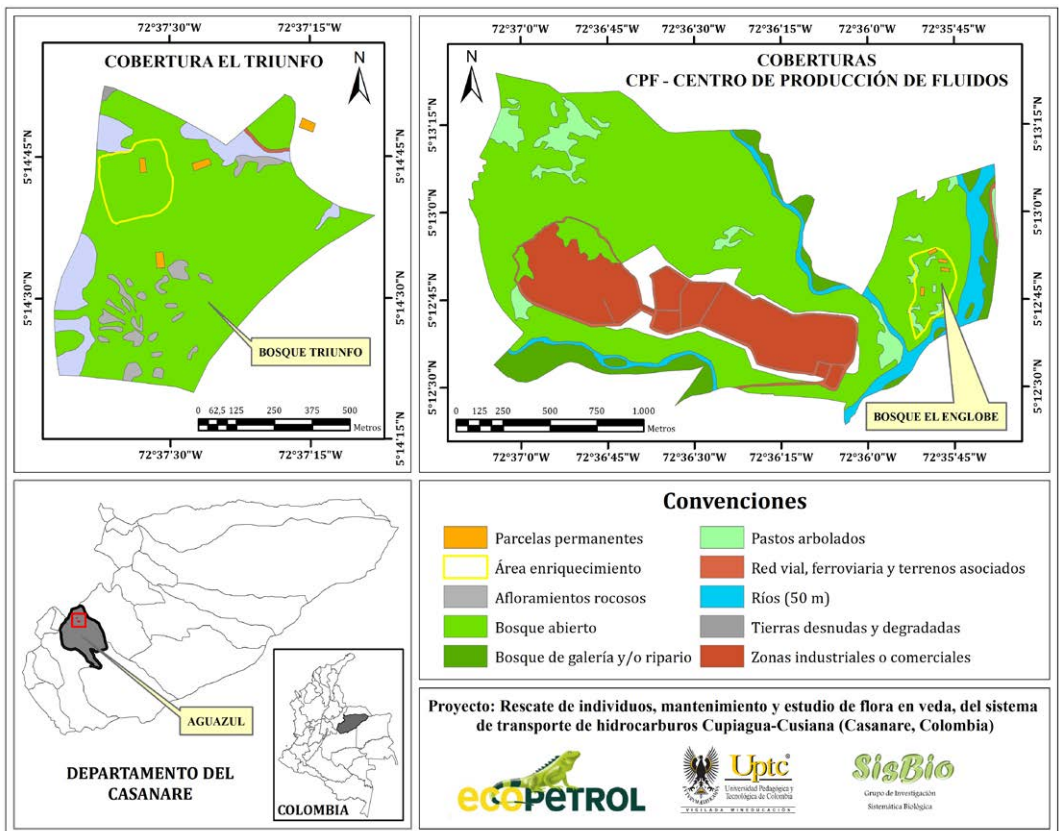 72°37'30"W 72°37'15"W
COBERTURA EL TRIUNFO
N
5°14'45"N
5°14'45"N
5°14'30"N
5°14'30"N
5°14'15"N
BOSQUE TRIUNFO
0 62,5 125 250 375 500
Metros
72°37'30"W 72°37'15"W
72°37'0"W 72°36'45"W 72°36'30"W 72°36'15"W 72°36'0"W 72°35'45"W
COBERTURAS
CPF - CENTRO DE PRODUCCIÓN DE FLUIDOS
N
5°13'15"N
5°13'15"N
5°13'0"N
5°13'0"N
5°12'45"N
5°12'45"N
5°12'30"N
5°12'30"N
BOSQUE EL ENGLOBE
0 125 250 500 750 1.000
Metros
72°37'0"W 72°36'45"W 72°36'30"W 72°36'15"W 72°36'0"W 72°35'45"W
AGUAZUL
DEPARTAMENTO DEL
CASANARE
COLOMBIA
Convenciones
Parcelas permanentes
Área enriquecimiento
Afloramientos rocosos
Bosque abierto
Bosque de galería y/o ripario
Pastos arbolados
Red vial, ferroviaria y terrenos asociados
Ríos (50 m)
Tierras desnudas y degradadas
Zonas industriales o comerciales
Proyecto: Rescate de individuos, mantenimiento y estudio de flora en veda, del sistema
de transporte de hidrocarburos Cupiagua-Cusiana (Casanare, Colombia)
ecopetrol
Uptc®
Universidad Pedagógica y
Tecnológica de Colombia
VIGILADA MINEDUCACIÓN
SisBio
Grupo de Investigación
Sistemática Biológica